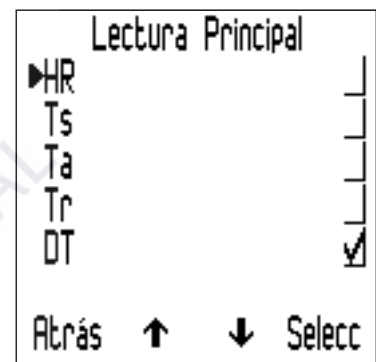 Lectura Principal
HR
Ts
Ta
Tr
DT
Atrás ↑ ↓ Selecc